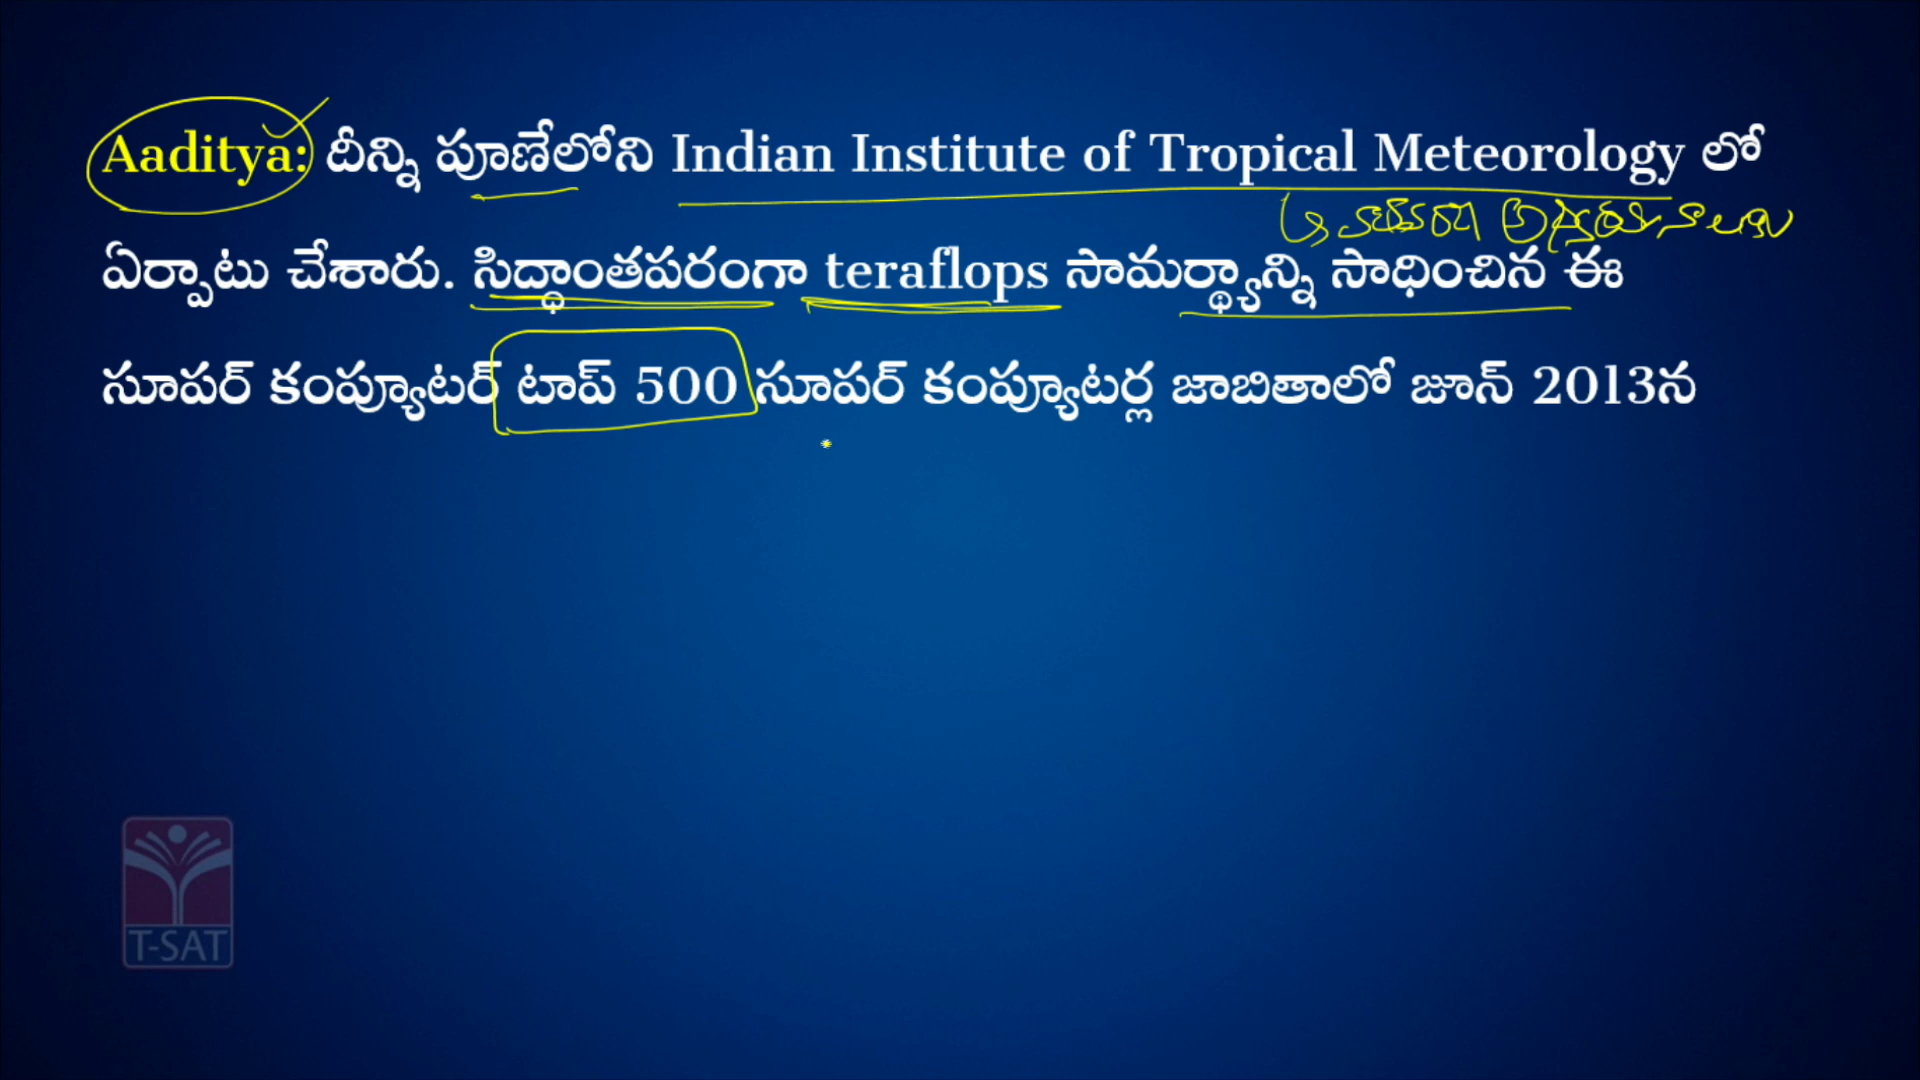 Aaditya: దీన్ని పూణేలోని Indian Institute of Tropical Meteorology లో
ఏర్పాటు చేశారు. సిద్ధాంతపరంగా teraflops సామర్థ్యాన్ని సాధించిన ఈ
సూపర్ కంప్యూటర్ టాప్ 500 సూపర్ కంప్యూటర్ల జాబితాలో జూన్ 2013న
T-SAT